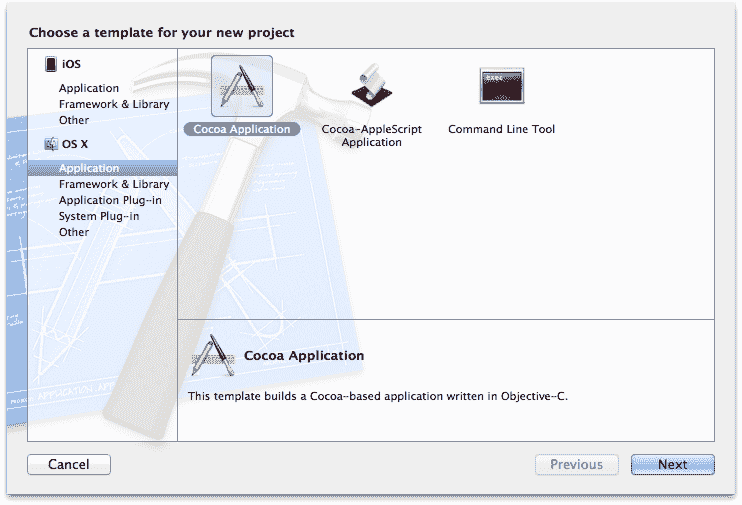 Choose a template for your new project
iOS
Application
Framework & Library
Other
OS X
Application
Framework & Library
Application Plug-in
System Plug-in
Other
Cocoa Application
Cocoa-AppleScript
Application
exec
Command Line Tool
Cocoa Application
This template builds a Cocoa-based application written in Objective-C.
Cancel
Previous
Next